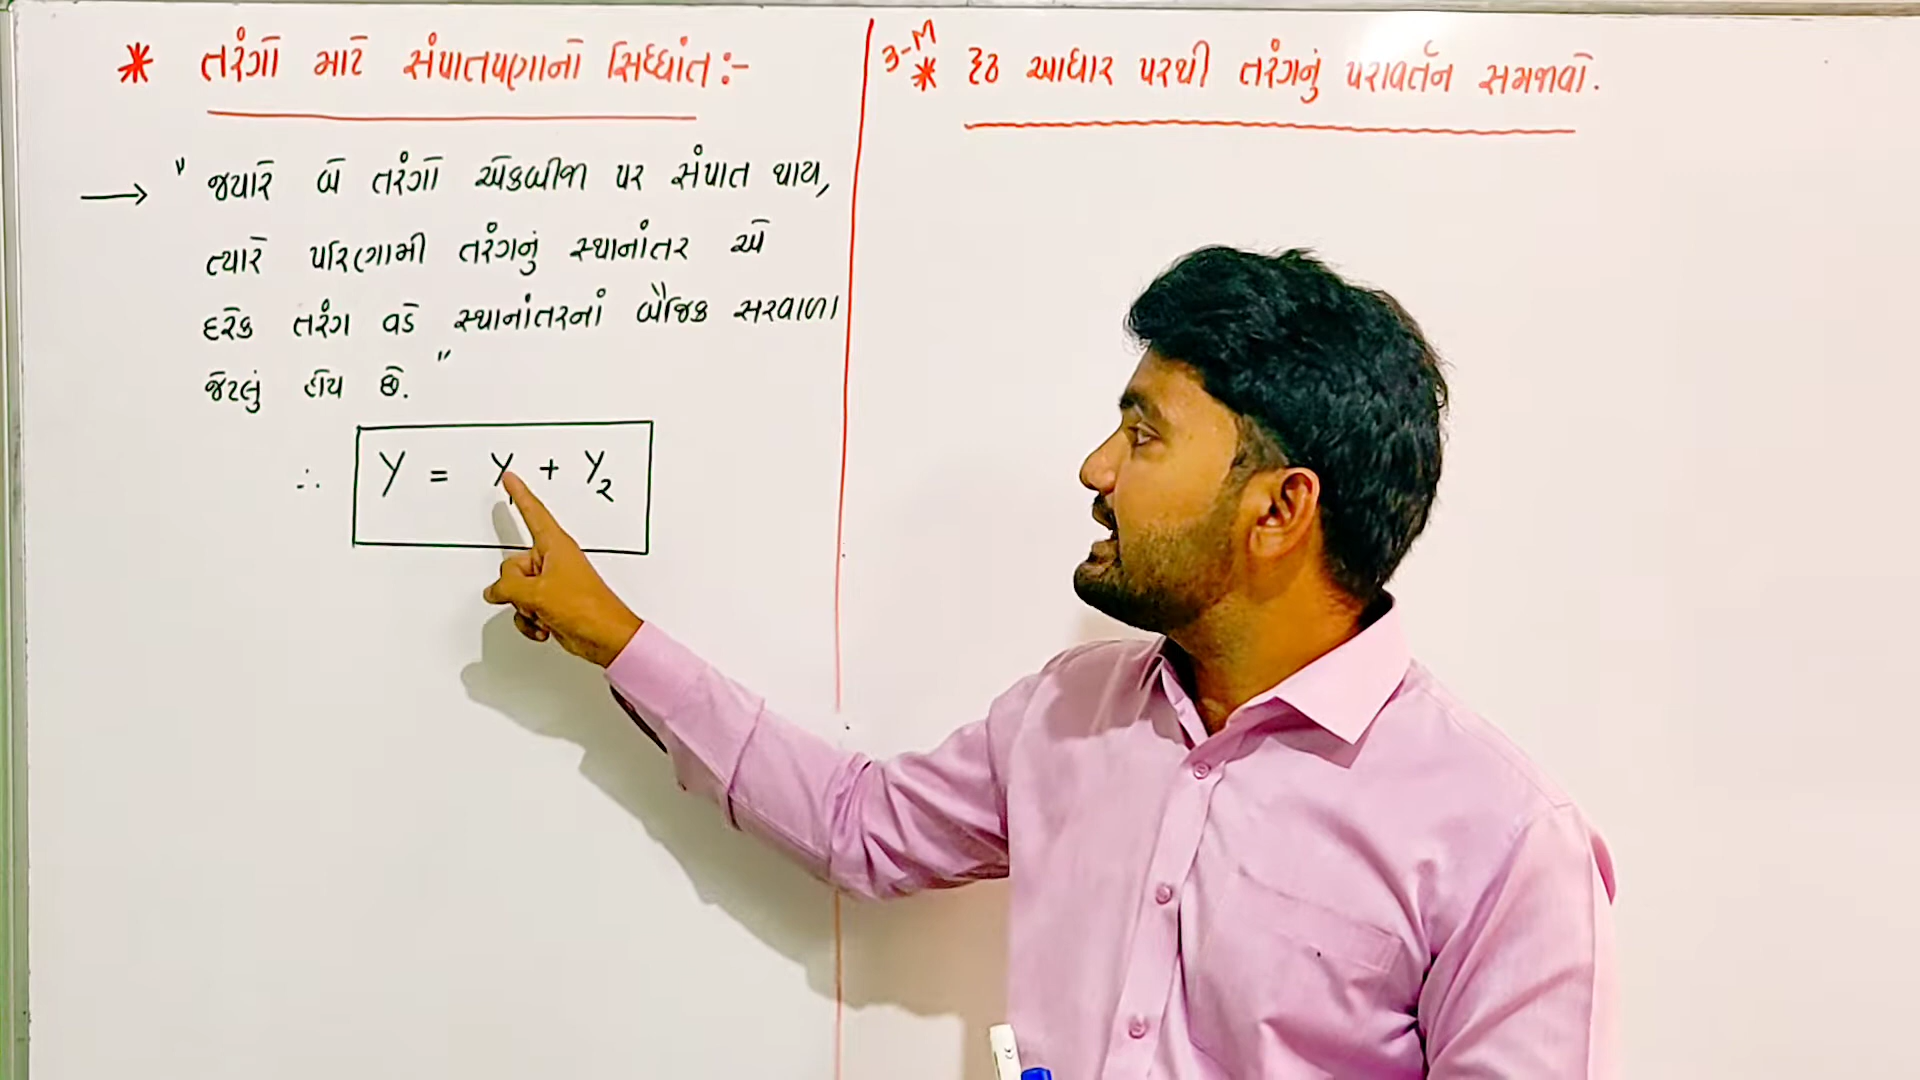 * તરંગો માટે સંપાતપણાનો સિધ્ધાંત :-
→ " જયારે બે તરંગો એકબીજા પર સંપાત થાય,
ત્યારે પરિણામી તરંગનું સ્થાનાંતર એ
દરેક તરંગ વડે સ્થાનાંતરનાં બૈજિક સરવાળા
જેટલું હોય છે. "
∴ y = y₁ + y₂
3-M
* દૃઢ આધાર પરથી તરંગનું પરાવર્તન સમજાવો.